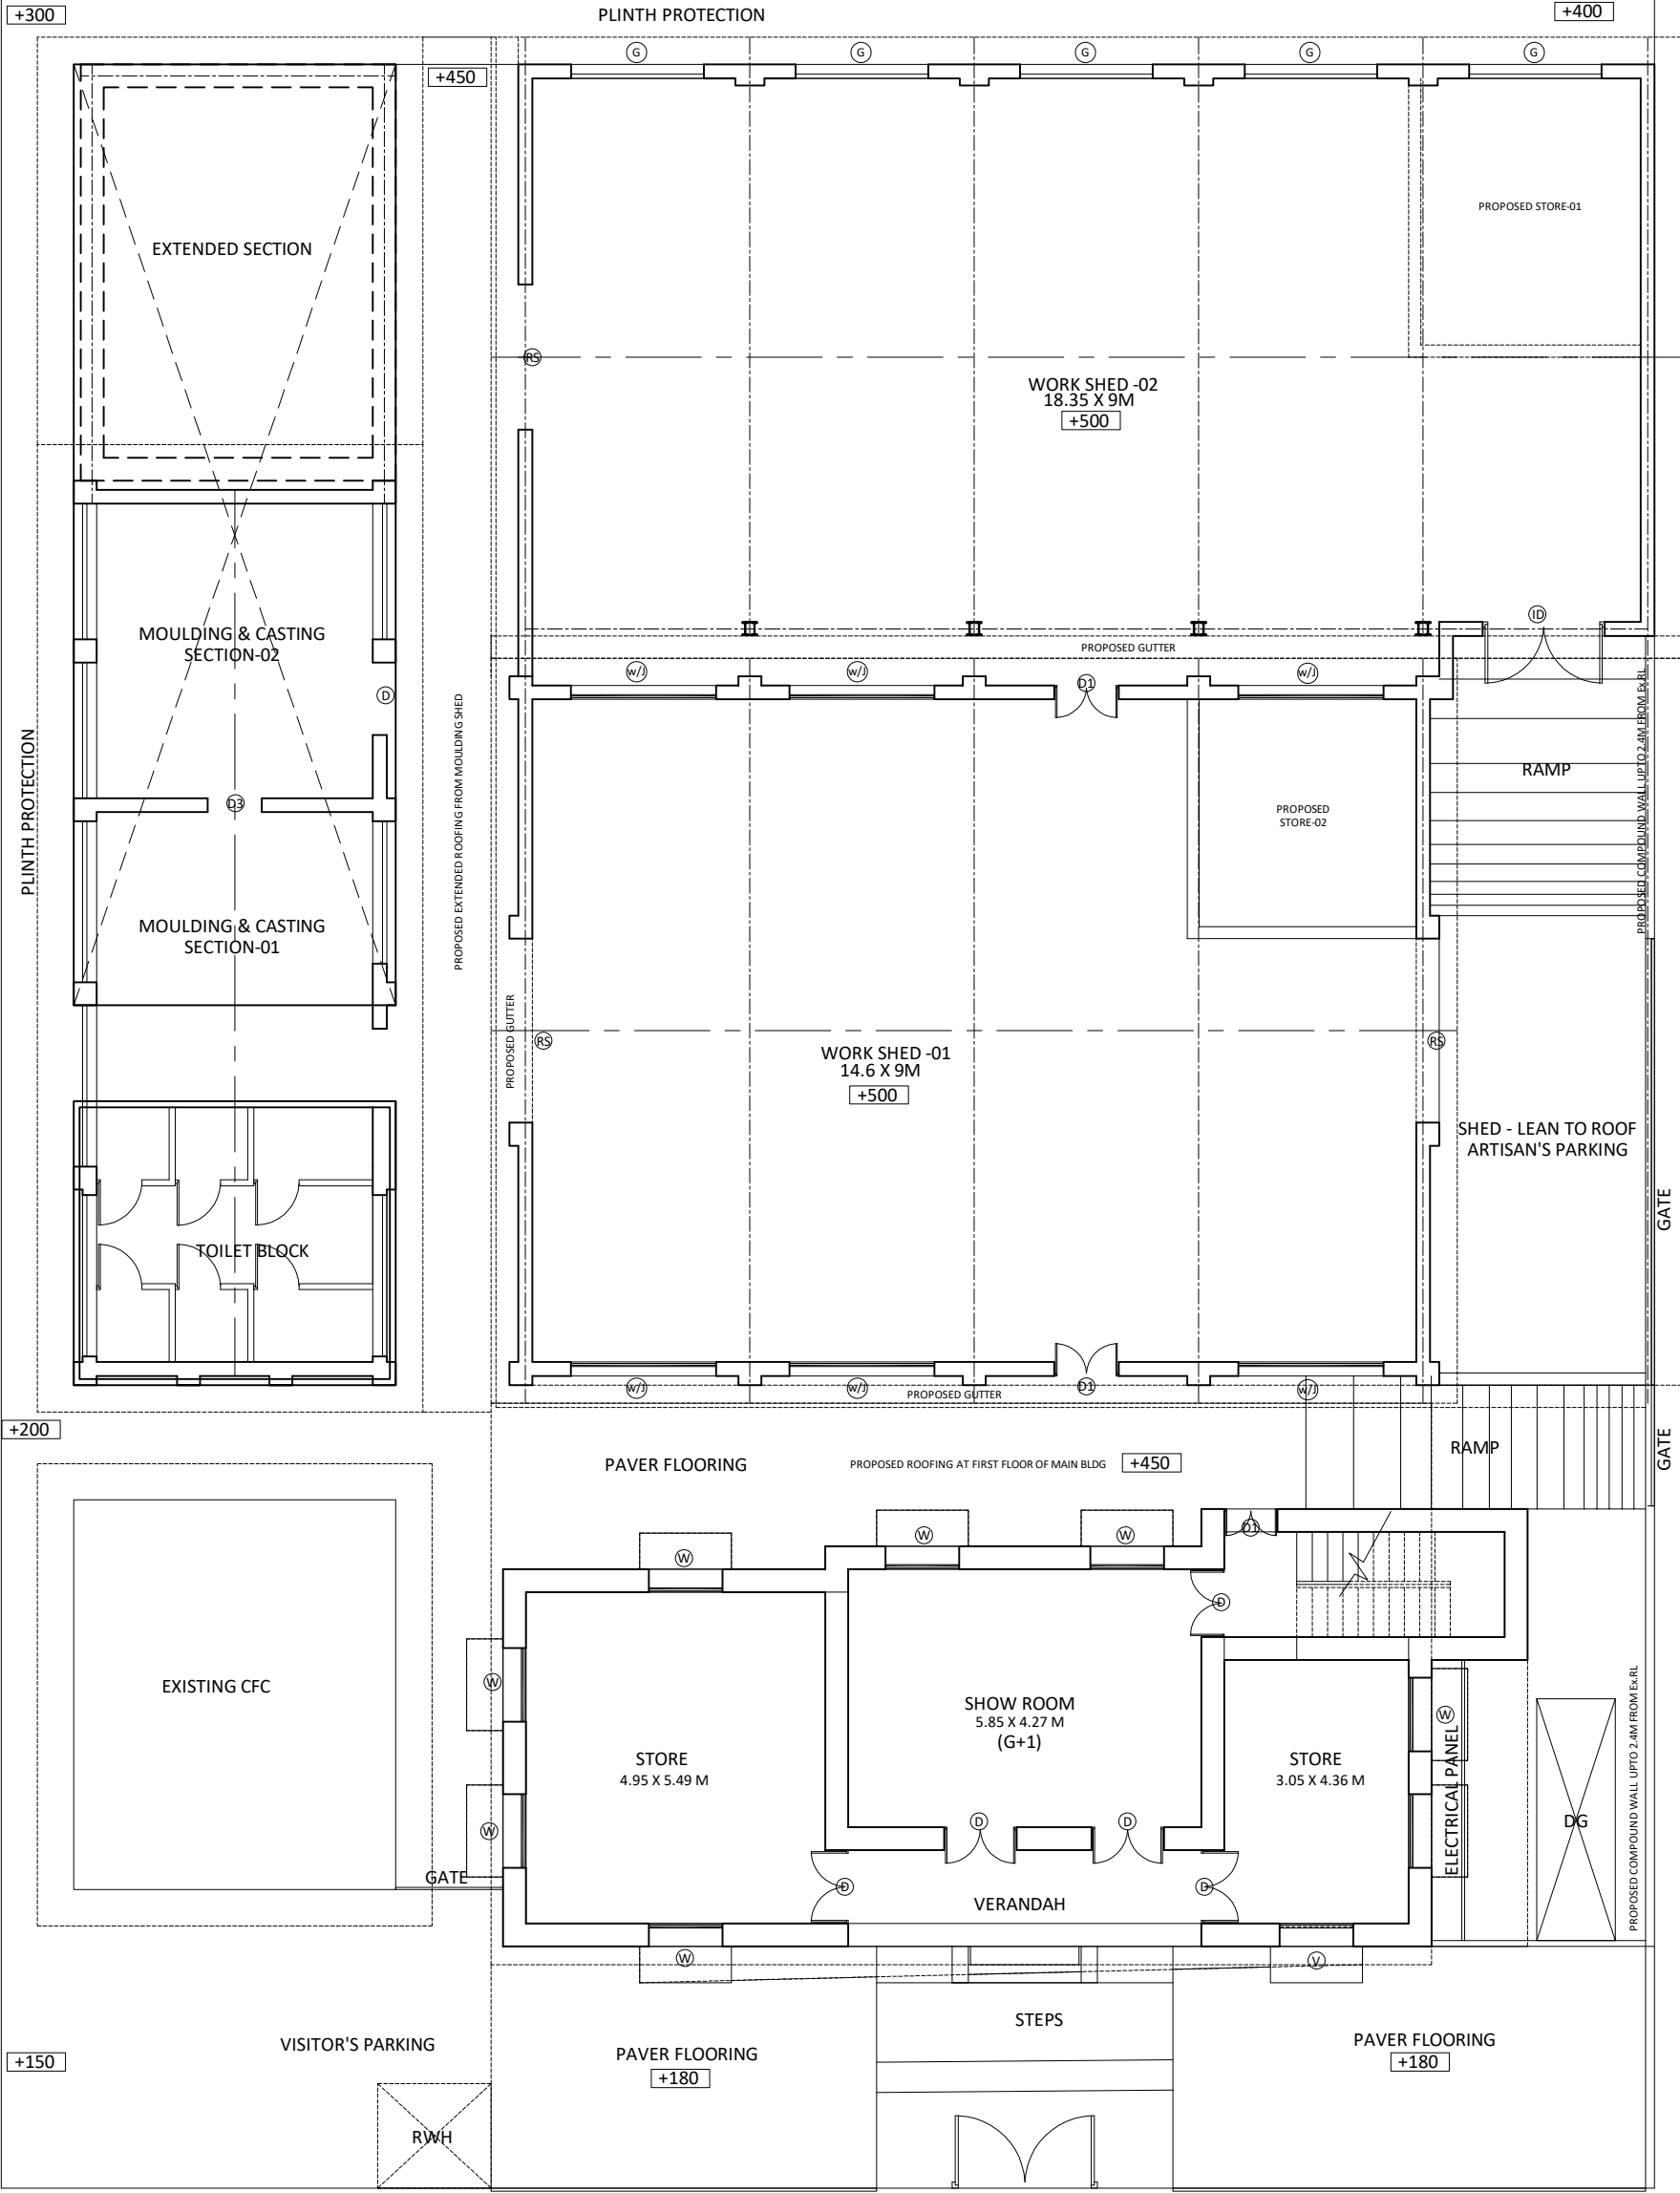 +300
PLINTH PROTECTION
+400
G
G
G
G
G
+450
PROPOSED STORE-01
EXTENDED SECTION
RS
WORK SHED -02
18.35 X 9M
+500
ID
MOULDING & CASTING
SECTION-02
PROPOSED GUTTER
w/J
w/J
D1
w/J
D
PROPOSED EXTENDED ROOFING FROM MOULDING SHED
PROPOSED COMPOUND WALL UPTO 2.4M FROM Ex.RL
RAMP
PLINTH PROTECTION
D3
PROPOSED
STORE-02
MOULDING & CASTING
SECTION-01
PROPOSED GUTTER
RS
RS
WORK SHED -01
14.6 X 9M
+500
SHED - LEAN TO ROOF
ARTISAN'S PARKING
GATE
TOILET BLOCK
w/J
w/J
D1
w/J
PROPOSED GUTTER
+200
PAVER FLOORING
PROPOSED ROOFING AT FIRST FLOOR OF MAIN BLDG
+450
RAMP
GATE
W
W
W
D1
D
EXISTING CFC
W
SHOW ROOM
5.85 X 4.27 M
(G+1)
W
STORE
4.95 X 5.49 M
STORE
3.05 X 4.36 M
ELECTRICAL PANEL
DG
PROPOSED COMPOUND WALL UPTO 2.4M FROM Ex.RL
W
D
D
GATE
D
D
VERANDAH
W
V
STEPS
VISITOR'S PARKING
PAVER FLOORING
+180
PAVER FLOORING
+180
+150
RWH